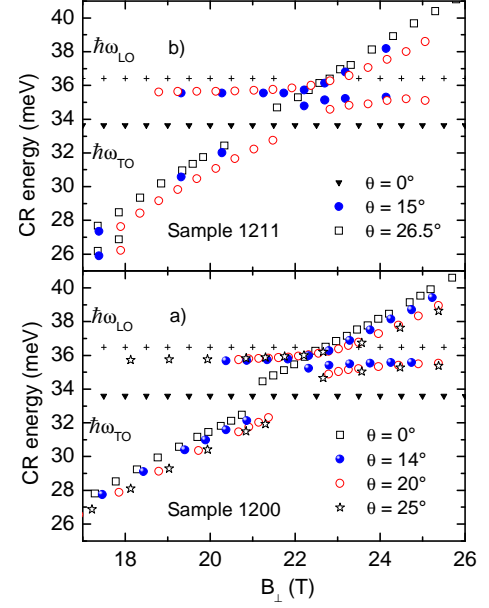 40
38
36
34
32
30
28
26
CR energy (meV)
ħω_LO b)
ħω_TO
Sample 1211
▼ θ = 0°
● θ = 15°
□ θ = 26.5°
40
38
36
34
32
30
28
26
CR energy (meV)
ħω_LO a)
ħω_TO
Sample 1200
□ θ = 0°
● θ = 14°
○ θ = 20°
☆ θ = 25°
18 20 22 24 26
B⊥ (T)